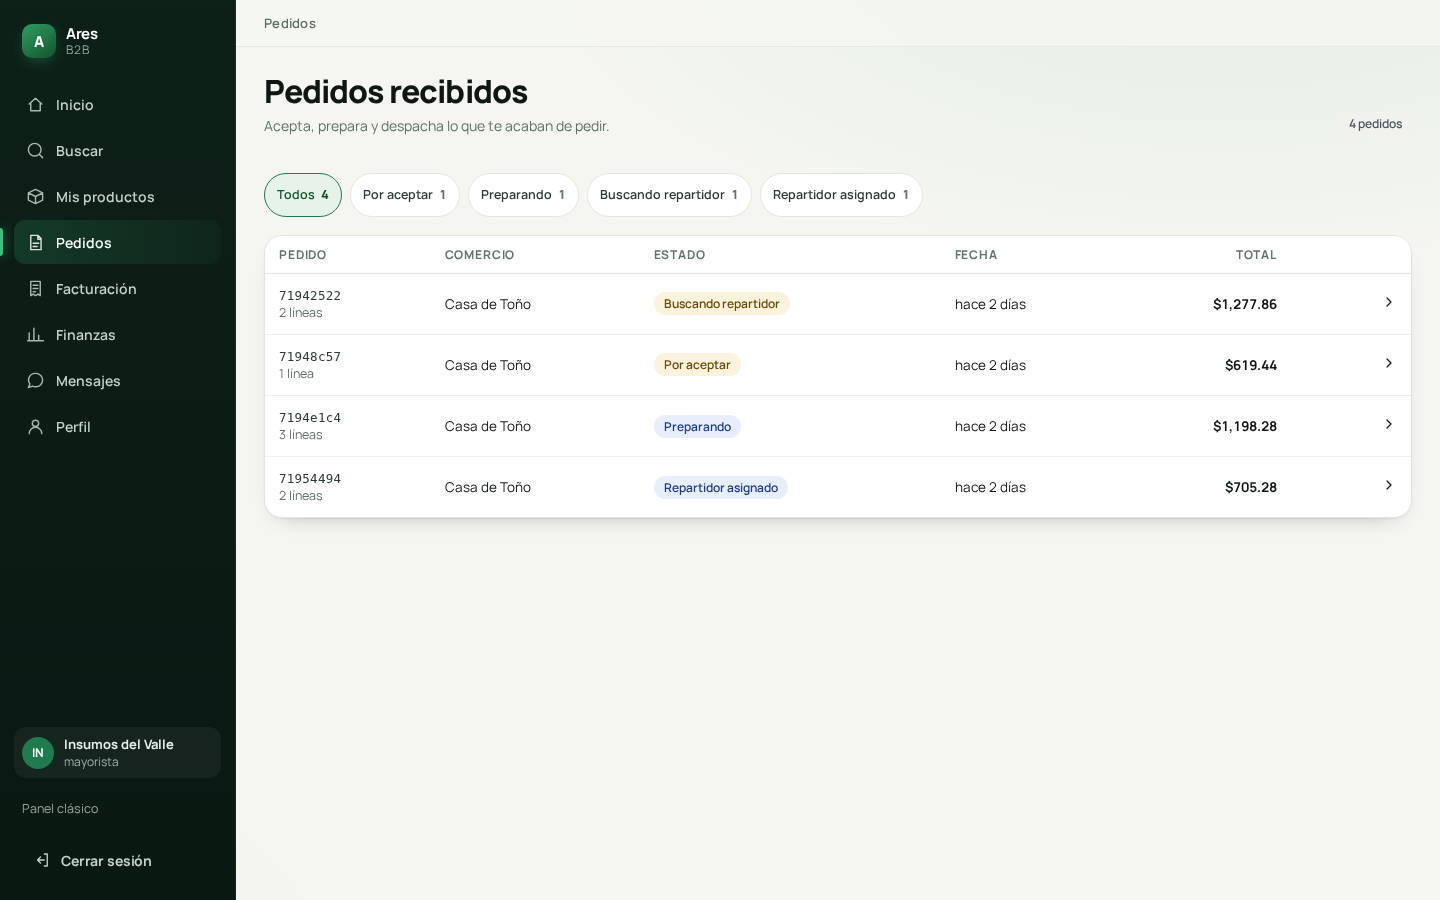 A
Ares
B2B
Inicio
Buscar
Mis productos
Pedidos
Facturación
Finanzas
Mensajes
Perfil
IN
Insumos del Valle
mayorista
Panel clásico
Cerrar sesión
Pedidos
Pedidos recibidos
Acepta, prepara y despacha lo que te acaban de pedir.
4 pedidos
Todos 4
Por aceptar 1
Preparando 1
Buscando repartidor 1
Repartidor asignado 1
PEDIDO COMERCIO ESTADO FECHA TOTAL
71942522
2 líneas
Casa de Toño
Buscando repartidor
hace 2 días
$1,277.86
71948c57
1 línea
Casa de Toño
Por aceptar
hace 2 días
$619.44
7194e1c4
3 líneas
Casa de Toño
Preparando
hace 2 días
$1,198.28
71954494
2 líneas
Casa de Toño
Repartidor asignado
hace 2 días
$705.28